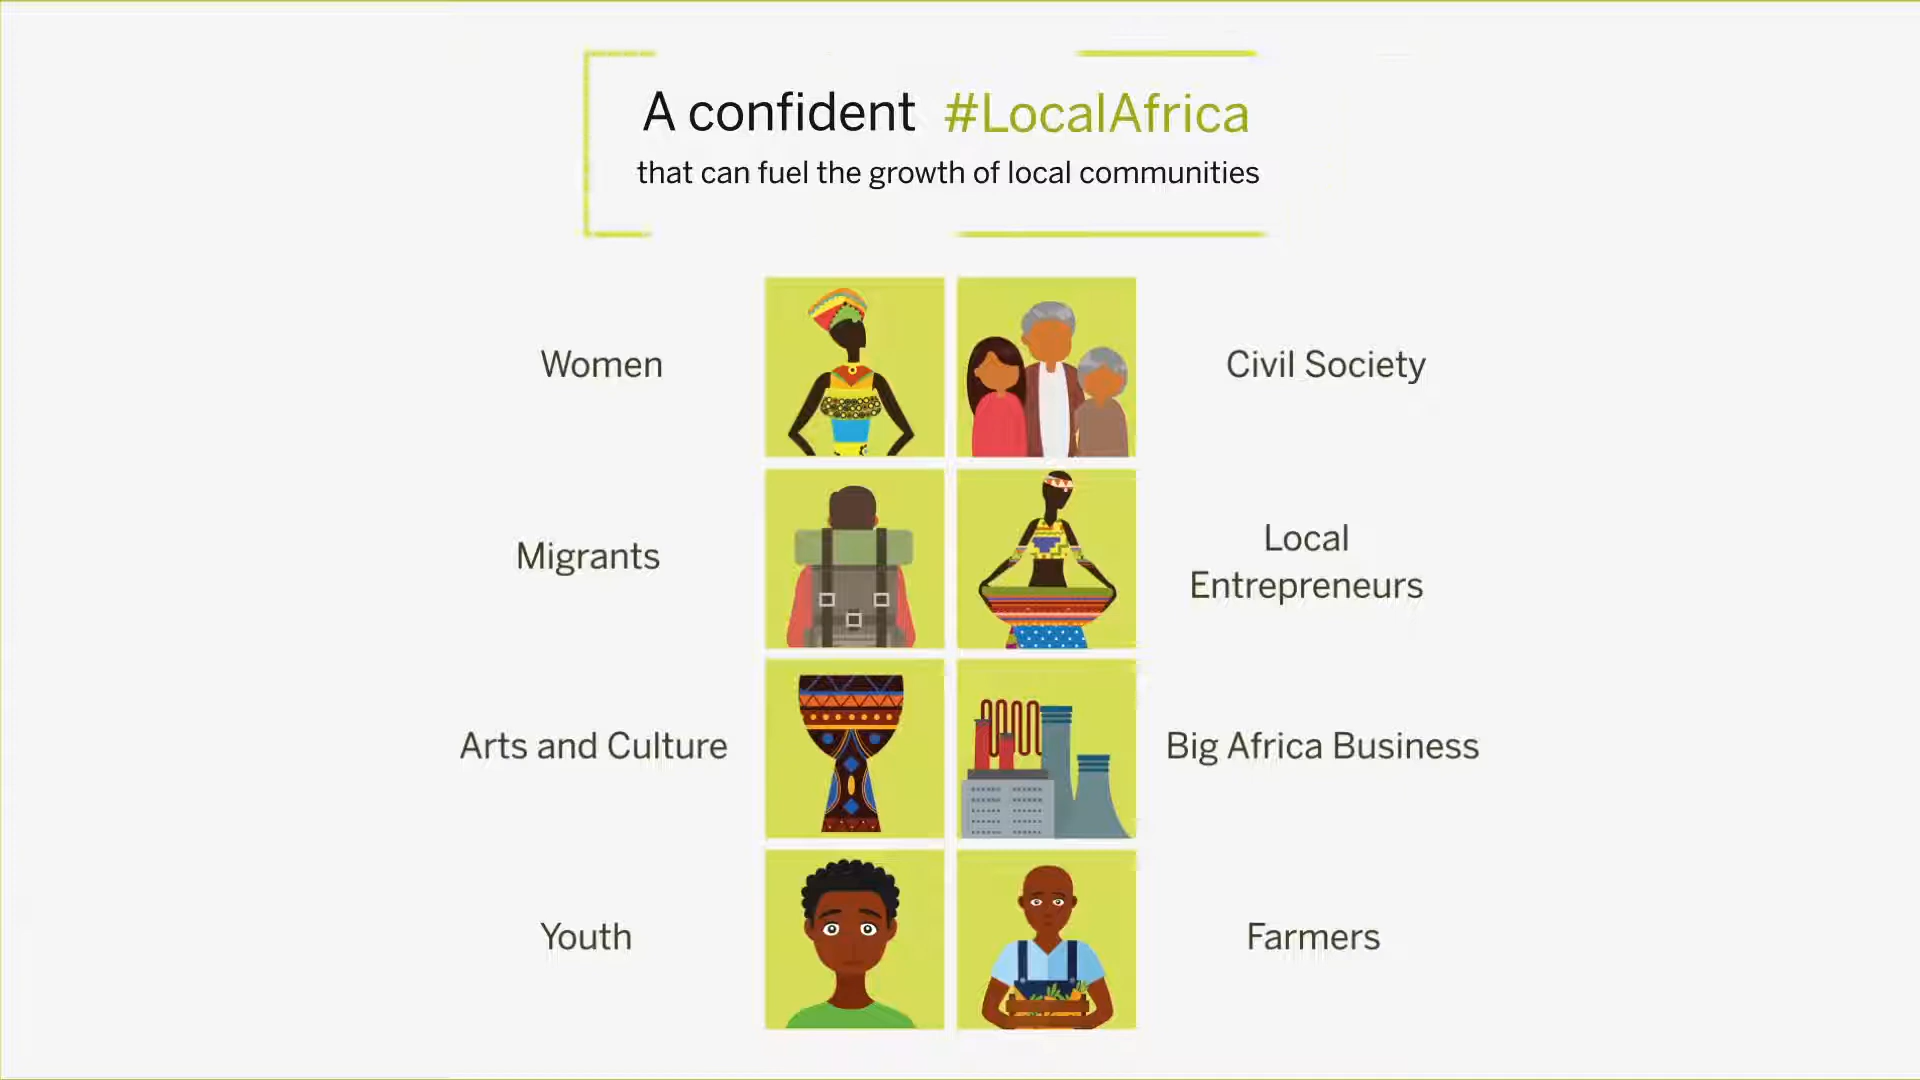 A confident #LocalAfrica
that can fuel the growth of local communities
Women
Civil Society
Migrants
Local
Entrepreneurs
Arts and Culture
Big Africa Business
Youth
Farmers